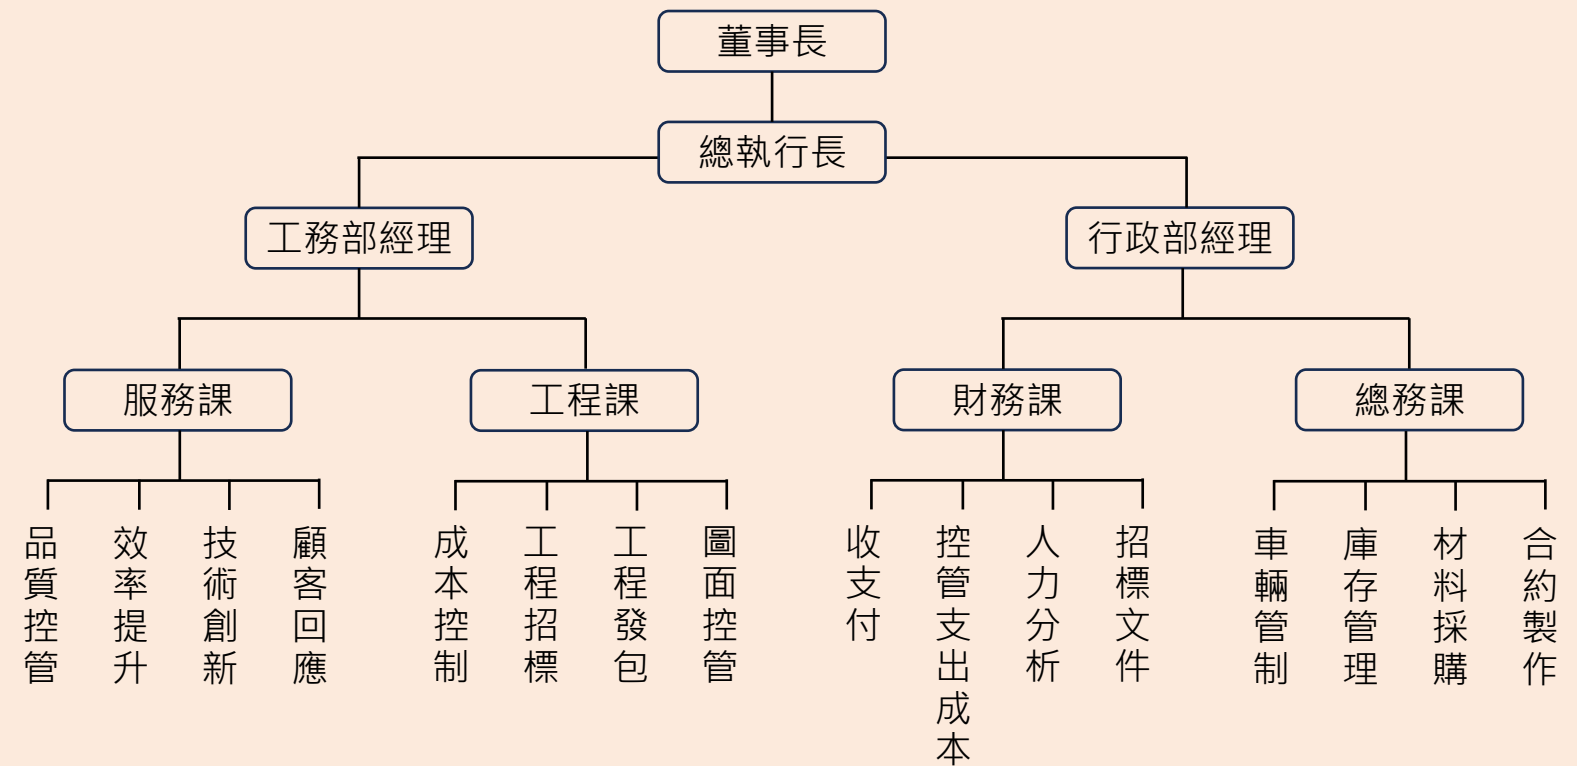 董事長
總執行長
工務部經理
行政部經理
服務課
工程課
財務課
總務課
品質控管
效率提升
技術創新
顧客回應
成本控制
工程招標
工程發包
圖面控管
收支付
控管支出成本
人力分析
招標文件
車輛管制
庫存管理
材料採購
合約製作